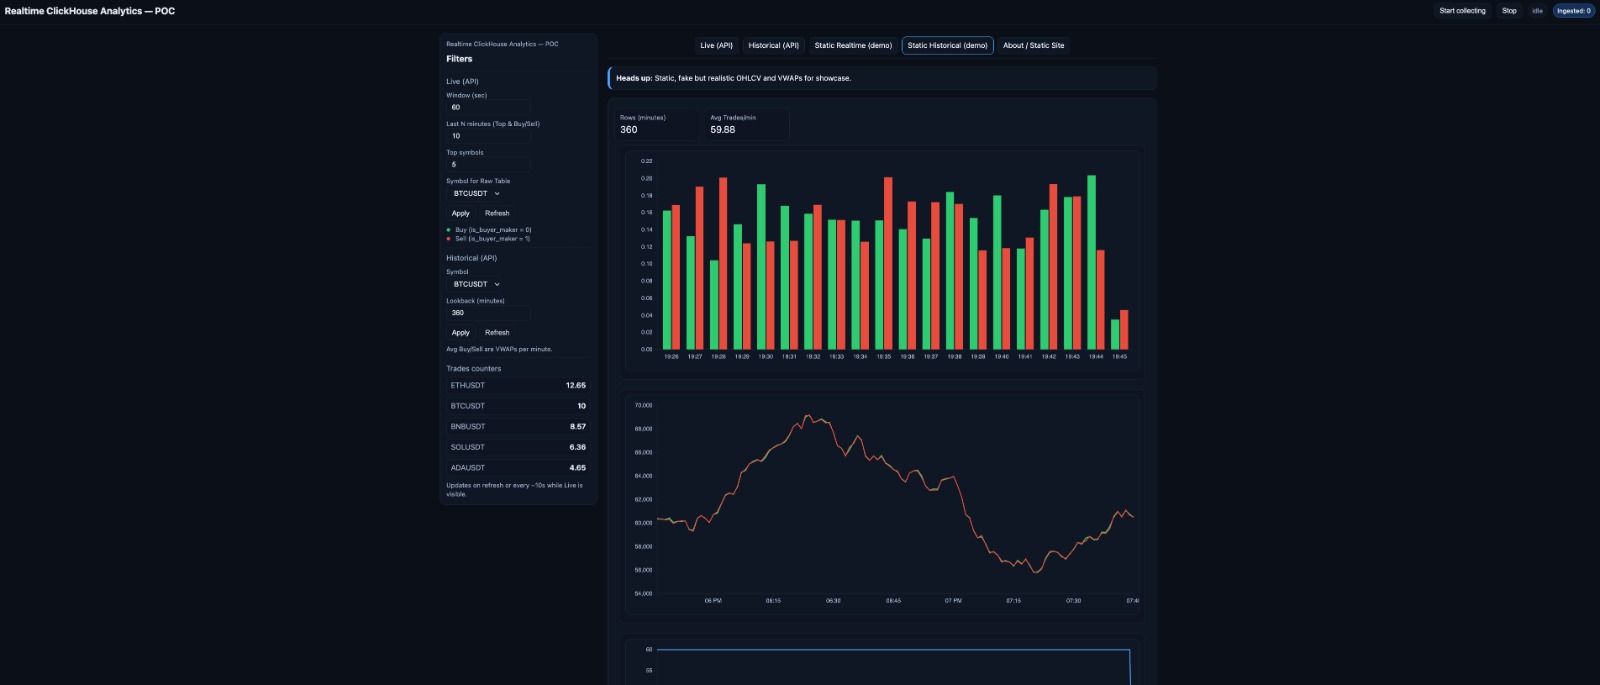 Realtime ClickHouse Analytics — POC
Start collecting
Stop
idle
Ingested: 0
Realtime ClickHouse Analytics — POC
Filters
Live (API)
Window (sec)
60
Last N minutes (Top & Buy/Sell)
10
Top symbols
5
Symbol for Raw Table
BTCUSDT
Apply Refresh
Buy (is_buyer_maker = 0)
Sell (is_buyer_maker = 1)
Historical (API)
Symbol
BTCUSDT
Lookback (minutes)
360
Apply Refresh
Avg Buy/Sell are VWAPs per minute.
Trades counters
ETHUSDT 12.65
BTCUSDT 10
BNBUSDT 8.57
SOLUSDT 6.36
ADAUSDT 4.65
Updates on refresh or every ~10s while Live is
visible.
Live (API) Historical (API) Static Realtime (demo) Static Historical (demo) About / Static Site
Heads up: Static, fake but realistic OHLCV and VWAPs for showcase.
Rows (minutes)
360
Avg Trades/min
59.88
0.22
0.20
0.18
0.16
0.14
0.12
0.10
0.08
0.06
0.04
0.02
0.00
19:26 19:27 19:28 19:29 19:30 19:31 19:32 19:33 19:34 19:35 19:36 19:37 19:38 19:39 19:40 19:41 19:42 19:43 19:44 19:45
70,000
68,000
66,000
64,000
62,000
60,000
58,000
56,000
54,000
06 PM 06:15 06:30 06:45 07 PM 07:15 07:30
60
55